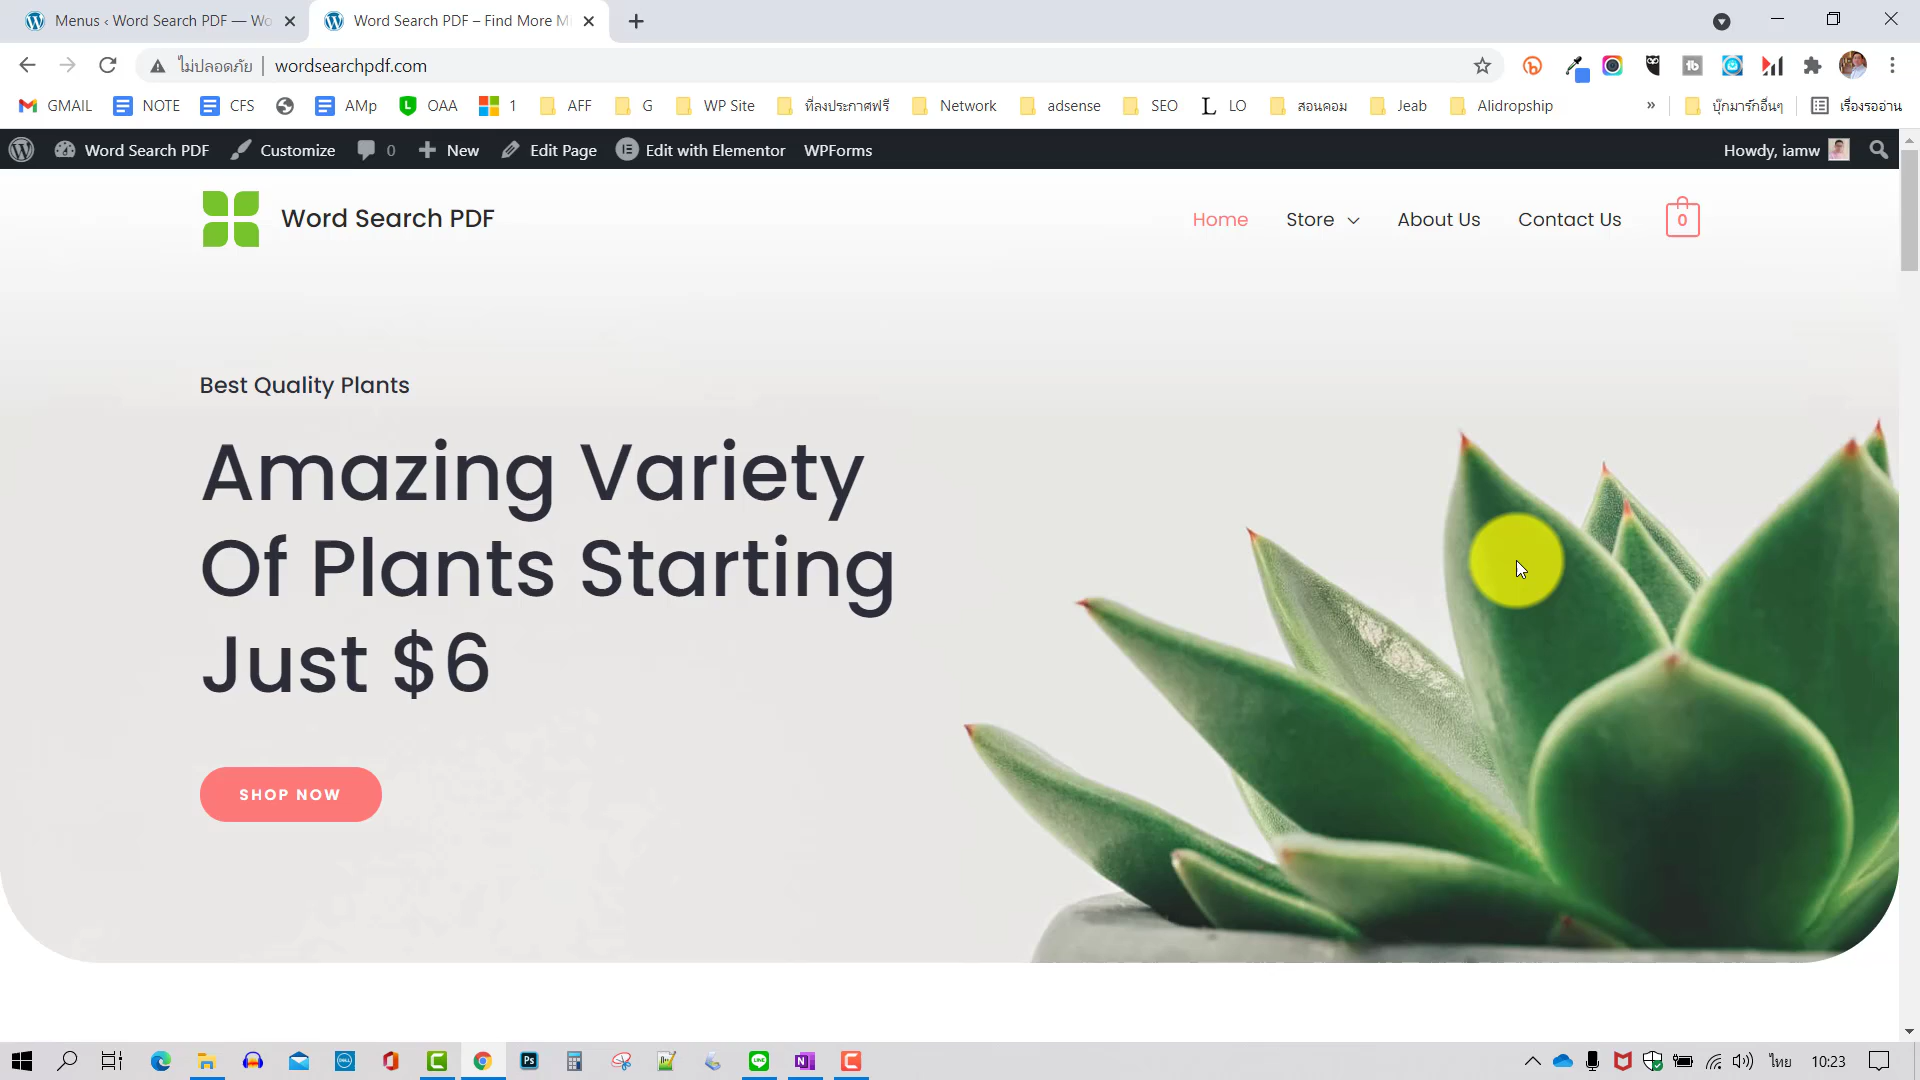 Menus ‹ Word Search PDF — Wo
Word Search PDF – Find More M
ไม่ปลอดภัย
wordsearchpdf.com
GMAIL
NOTE
CFS
AMp
OAA
1
AFF
G
WP Site
ที่ลงประกาศฟรี
Network
adsense
SEO
L LO
สอนคอม
Jeab
Alidropship
»
บุ๊กมาร์กอื่นๆ
เรื่องรออ่าน
Word Search PDF
Customize
0
New
Edit Page
Edit with Elementor
WPForms
Howdy, iamw
Word Search PDF
Home
Store
About Us
Contact Us
0
Best Quality Plants
Amazing Variety
Of Plants Starting
Just $6
SHOP NOW
ไทย
10:23